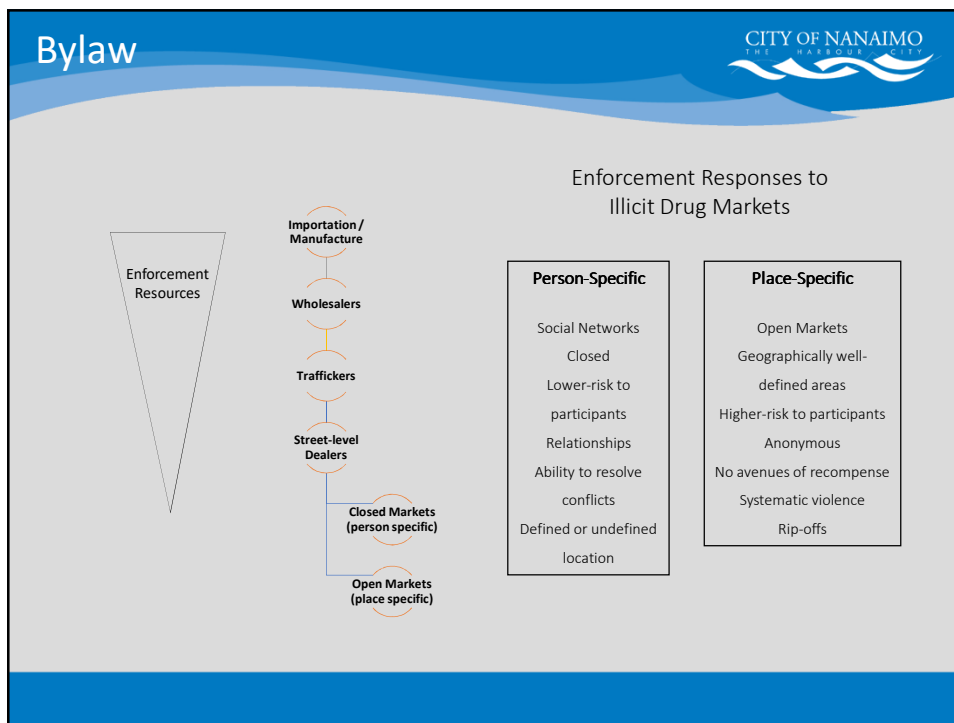 Bylaw
CITY OF NANAIMO
THE HARBOUR CITY
Enforcement Responses to
Illicit Drug Markets
Enforcement
Resources
Importation /
Manufacture
Wholesalers
Traffickers
Street-level
Dealers
Closed Markets
(person specific)
Open Markets
(place specific)
Person-Specific
Social Networks
Closed
Lower-risk to
participants
Relationships
Ability to resolve
conflicts
Defined or undefined
location
Place-Specific
Open Markets
Geographically well-
defined areas
Higher-risk to participants
Anonymous
No avenues of recompense
Systematic violence
Rip-offs